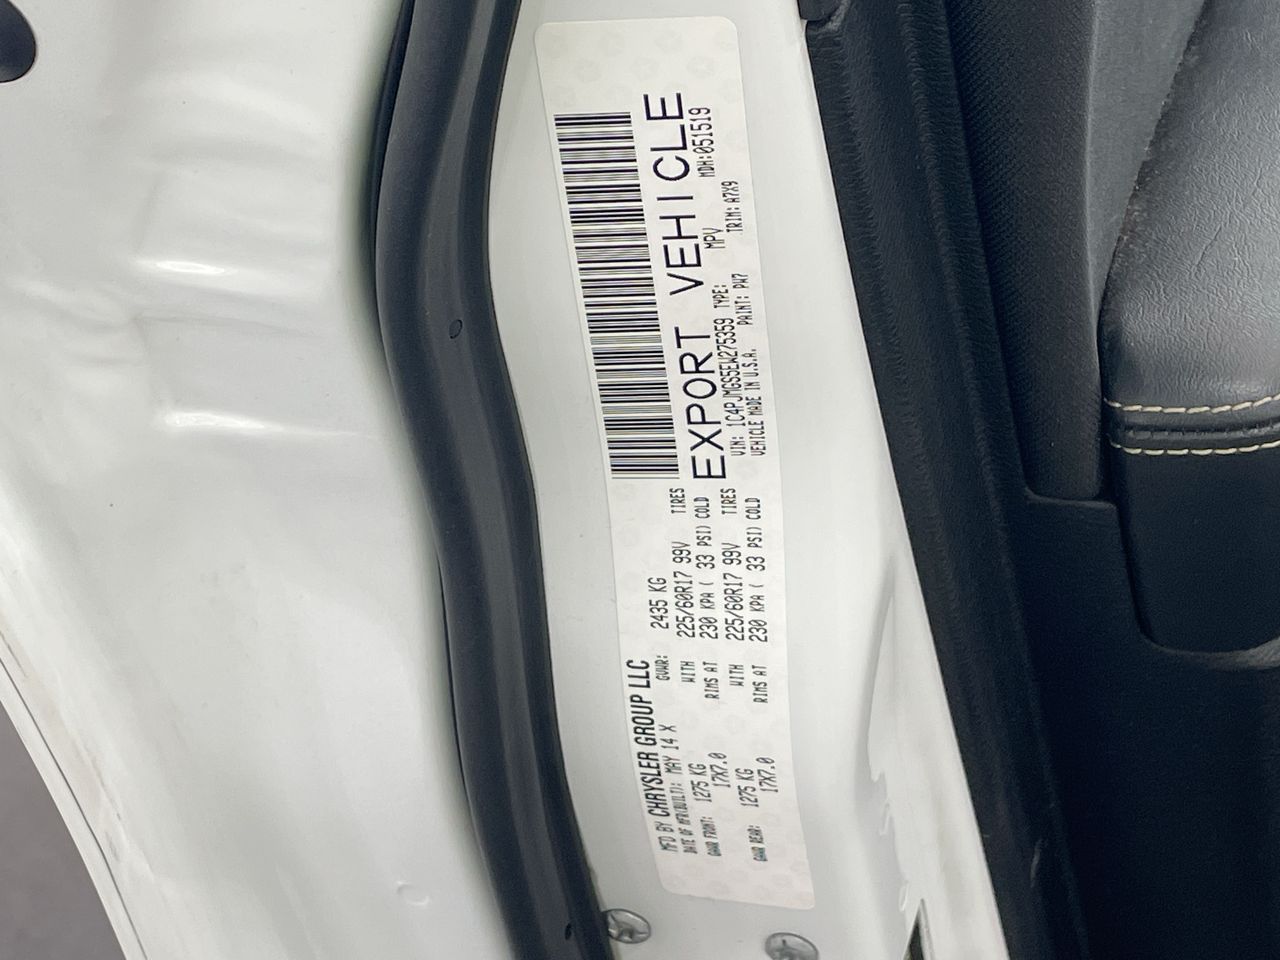 MFD BY CHRYSLER GROUP LLC
DATE OF MFR(BUILT): MAY 14 X GVWR: 2435 KG
GAWR FRONT: 1275 KG WITH 225/60R17 99V TIRES
17X7.0 RIMS AT 230 KPA ( 33 PSI) COLD
GAWR REAR: 1275 KG WITH 225/60R17 99V TIRES
17X7.0 RIMS AT 230 KPA ( 33 PSI) COLD
EXPORT VEHICLE
VIN: 1C4PJMGS5EW275359 TYPE: MPV MDH:051519
VEHICLE MADE IN U.S.A. PAINT: PW7 TRIM: A7X9